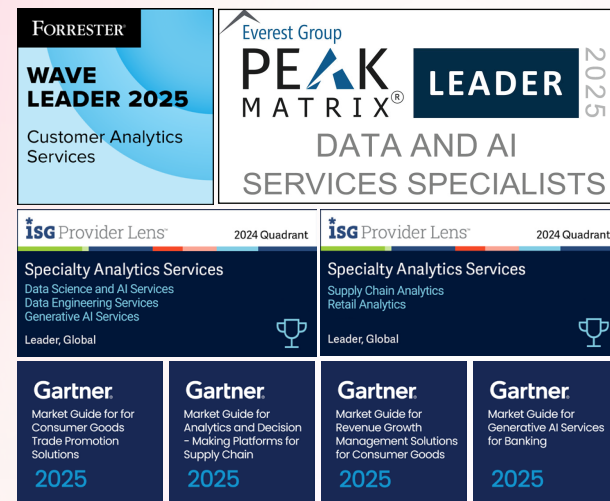 FORRESTER®
WAVE
LEADER 2025
Customer Analytics
Services
Everest Group
PEAK
MATRIX®
LEADER
2025
DATA AND AI
SERVICES SPECIALISTS
ISG Provider Lens™
2024 Quadrant
Specialty Analytics Services
Data Science and AI Services
Data Engineering Services
Generative AI Services
Leader, Global
ISG Provider Lens™
2024 Quadrant
Specialty Analytics Services
Supply Chain Analytics
Retail Analytics
Leader, Global
Gartner®
Market Guide for for
Consumer Goods
Trade Promotion
Solutions
2025
Gartner®
Market Guide for
Analytics and Decision
- Making Platforms for
Supply Chain
2025
Gartner®
Market Guide for
Revenue Growth
Management Solutions
for Consumer Goods
2025
Gartner®
Market Guide for
Generative AI Services
for Banking
2025